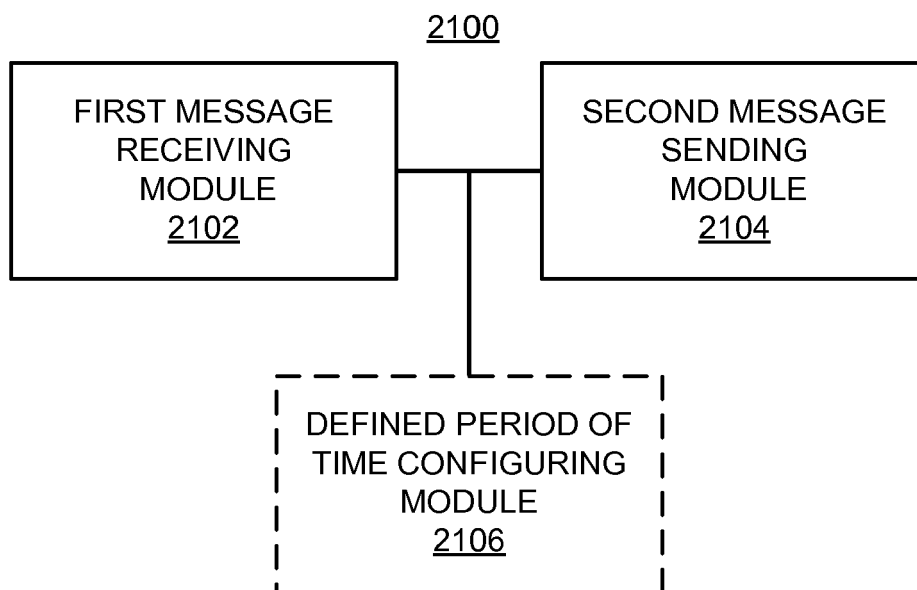 2100
FIRST MESSAGE
RECEIVING
MODULE
2102
SECOND MESSAGE
SENDING
MODULE
2104
DEFINED PERIOD OF
TIME CONFIGURING
MODULE
2106